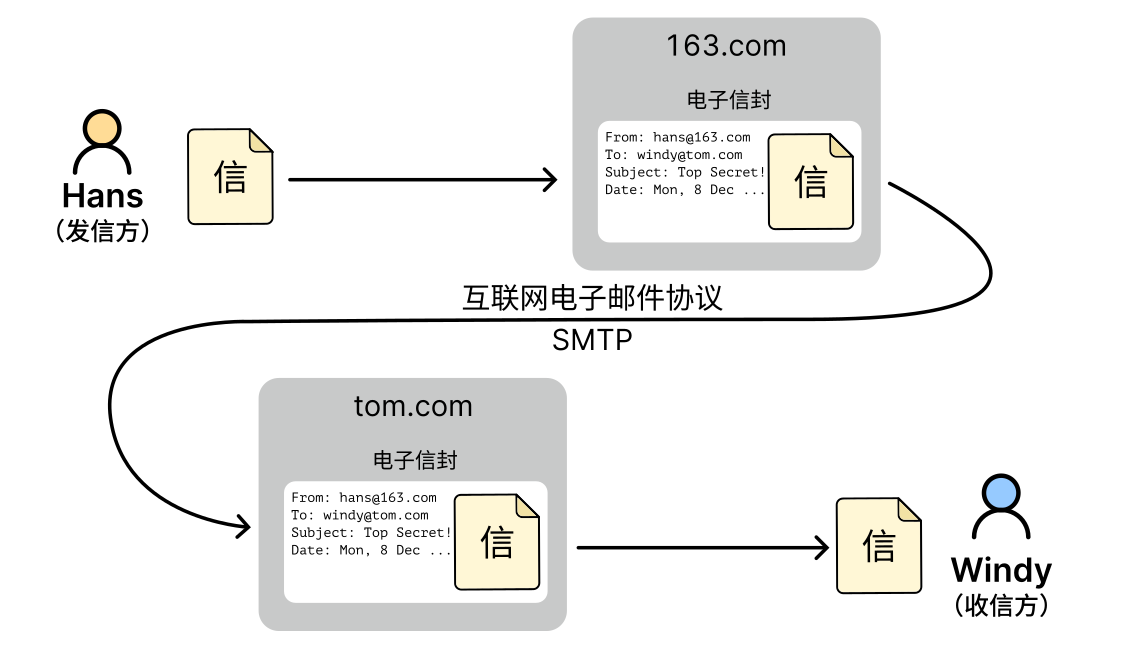 163.com
电子信封
From: hans@163.com
To: windy@tom.com
Subject: Top Secret!
Date: Mon, 8 Dec ...
信
信
Hans
（发信方）
互联网电子邮件协议
SMTP
tom.com
电子信封
From: hans@163.com
To: windy@tom.com
Subject: Top Secret!
Date: Mon, 8 Dec ...
信
信
Windy
（收信方）